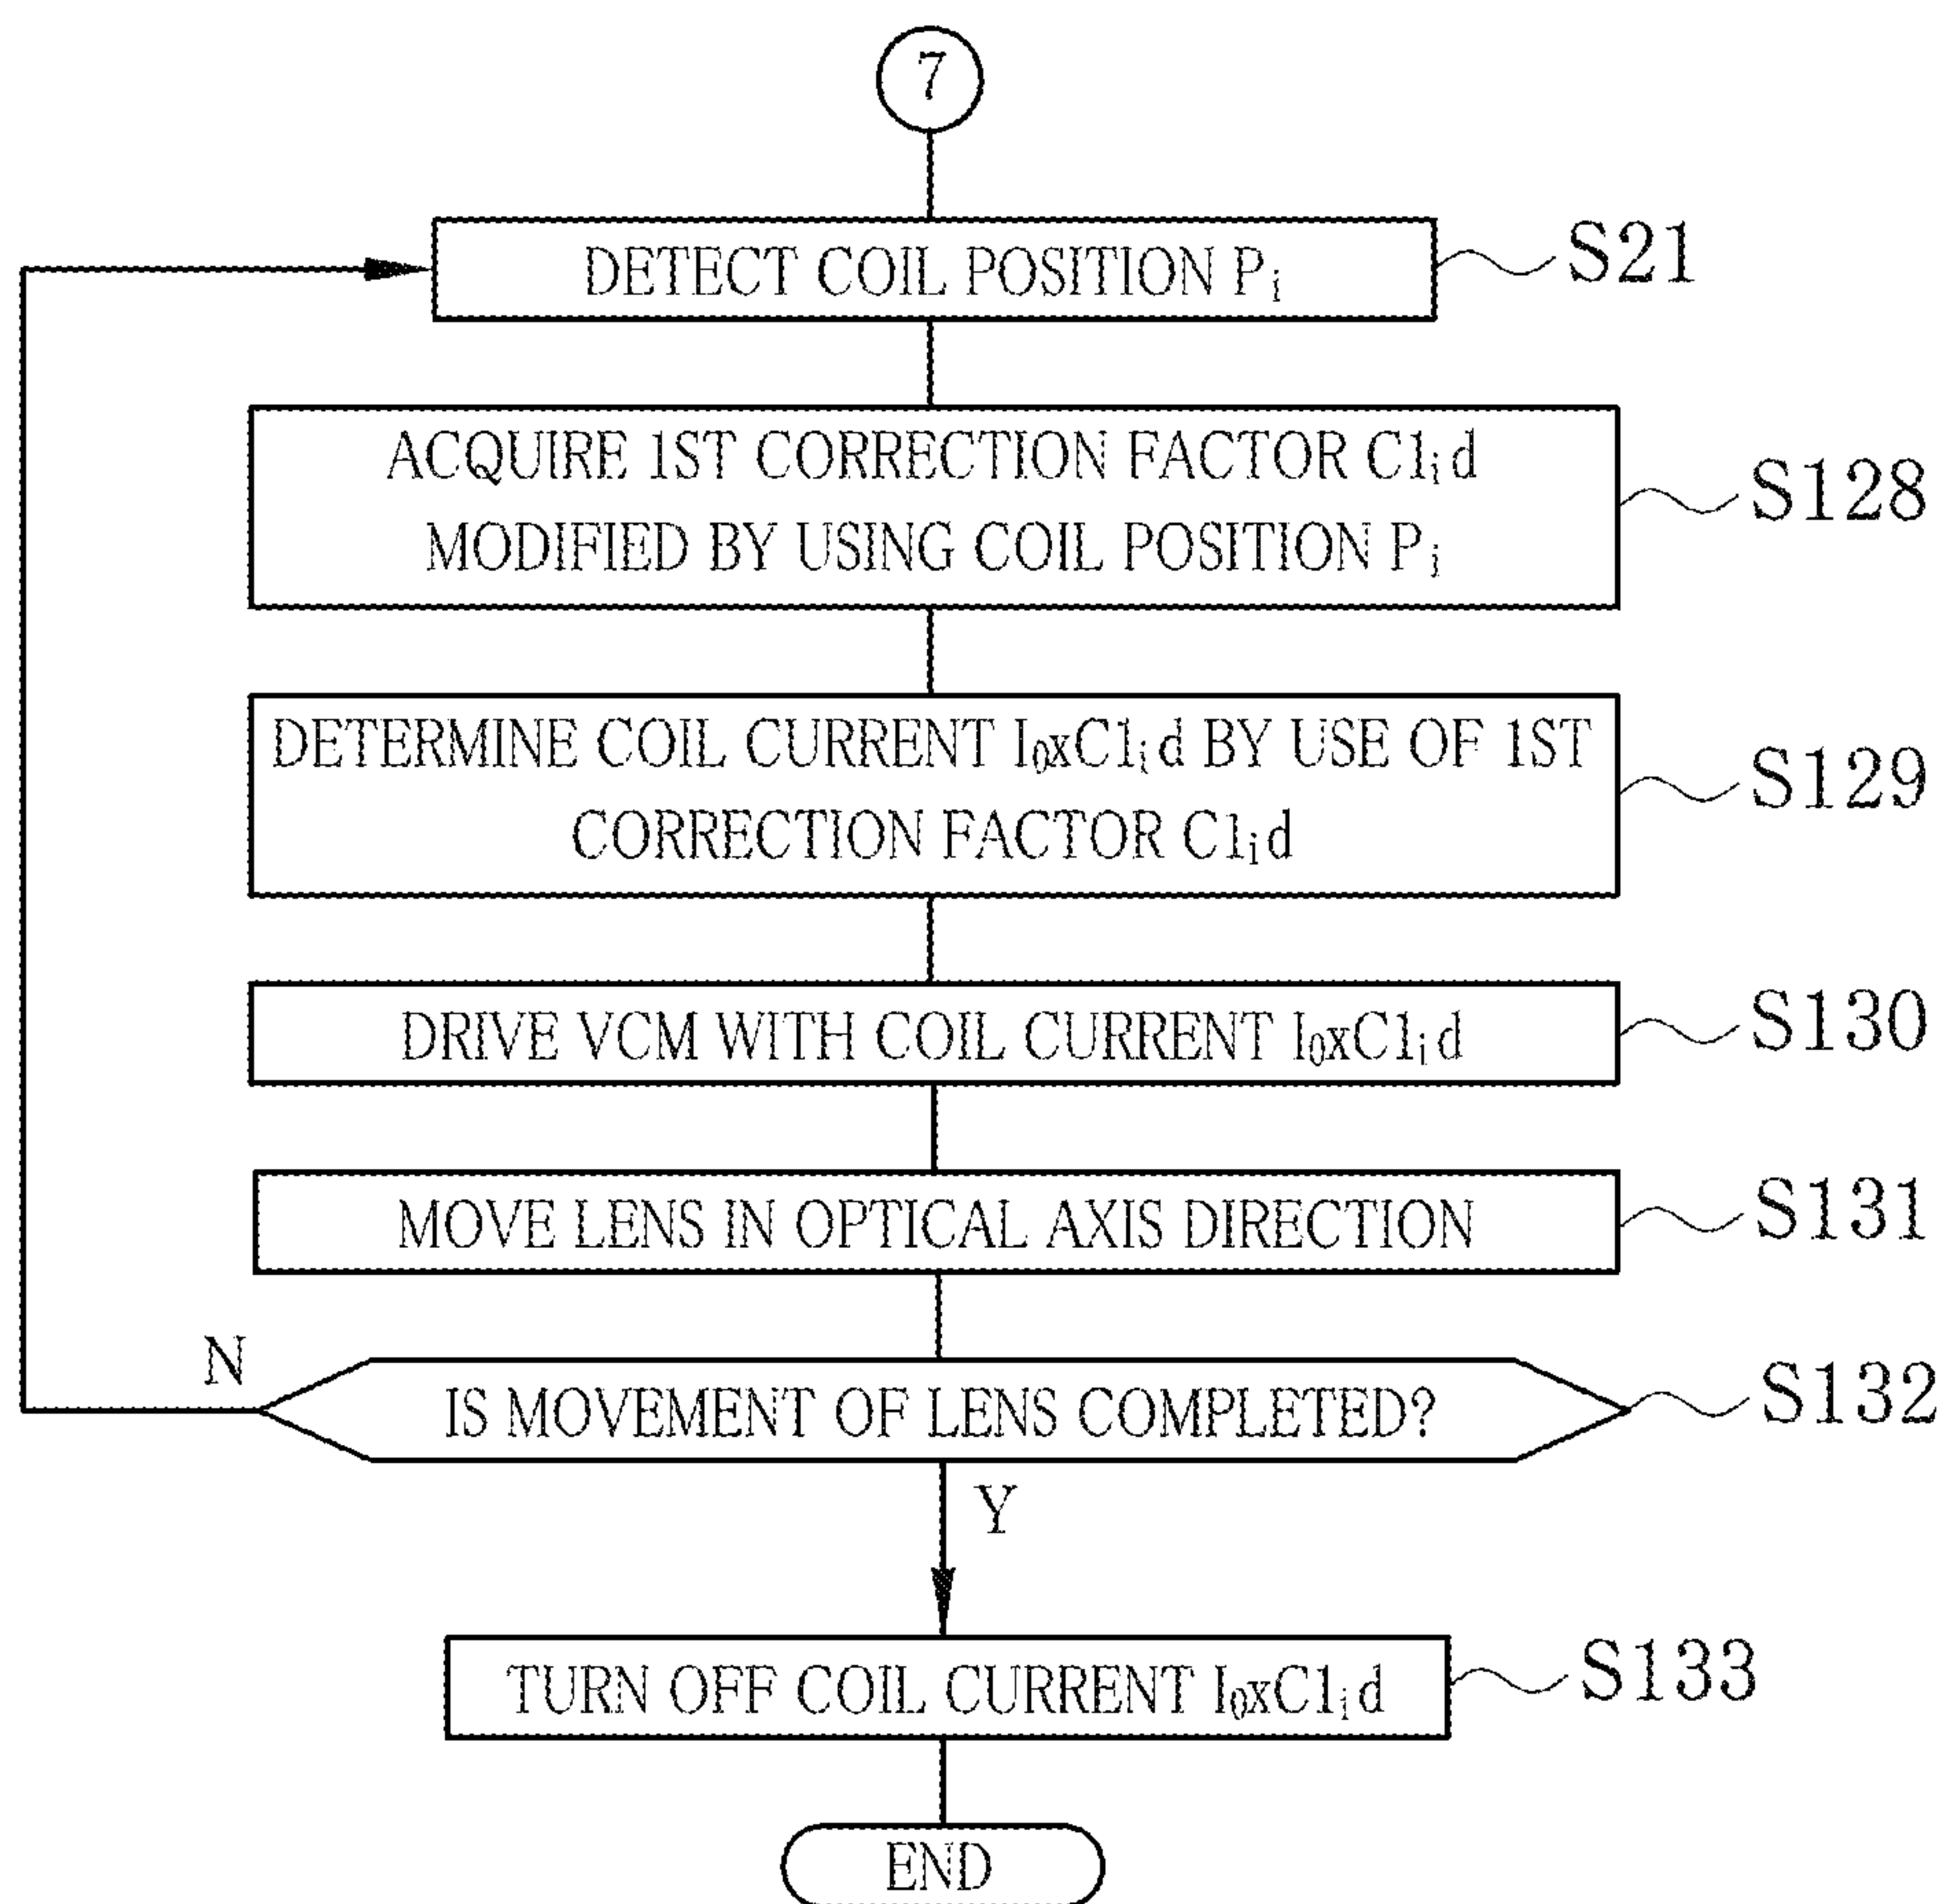 7
DETECT COIL POSITION Pᵢ
S21
ACQUIRE 1ST CORRECTION FACTOR C1ᵢd
MODIFIED BY USING COIL POSITION Pᵢ
S128
DETERMINE COIL CURRENT I₀xC1ᵢd BY USE OF 1ST
CORRECTION FACTOR C1ᵢd
S129
DRIVE VCM WITH COIL CURRENT I₀xC1ᵢd
S130
MOVE LENS IN OPTICAL AXIS DIRECTION
S131
N
IS MOVEMENT OF LENS COMPLETED?
S132
Y
TURN OFF COIL CURRENT I₀xC1ᵢd
S133
END